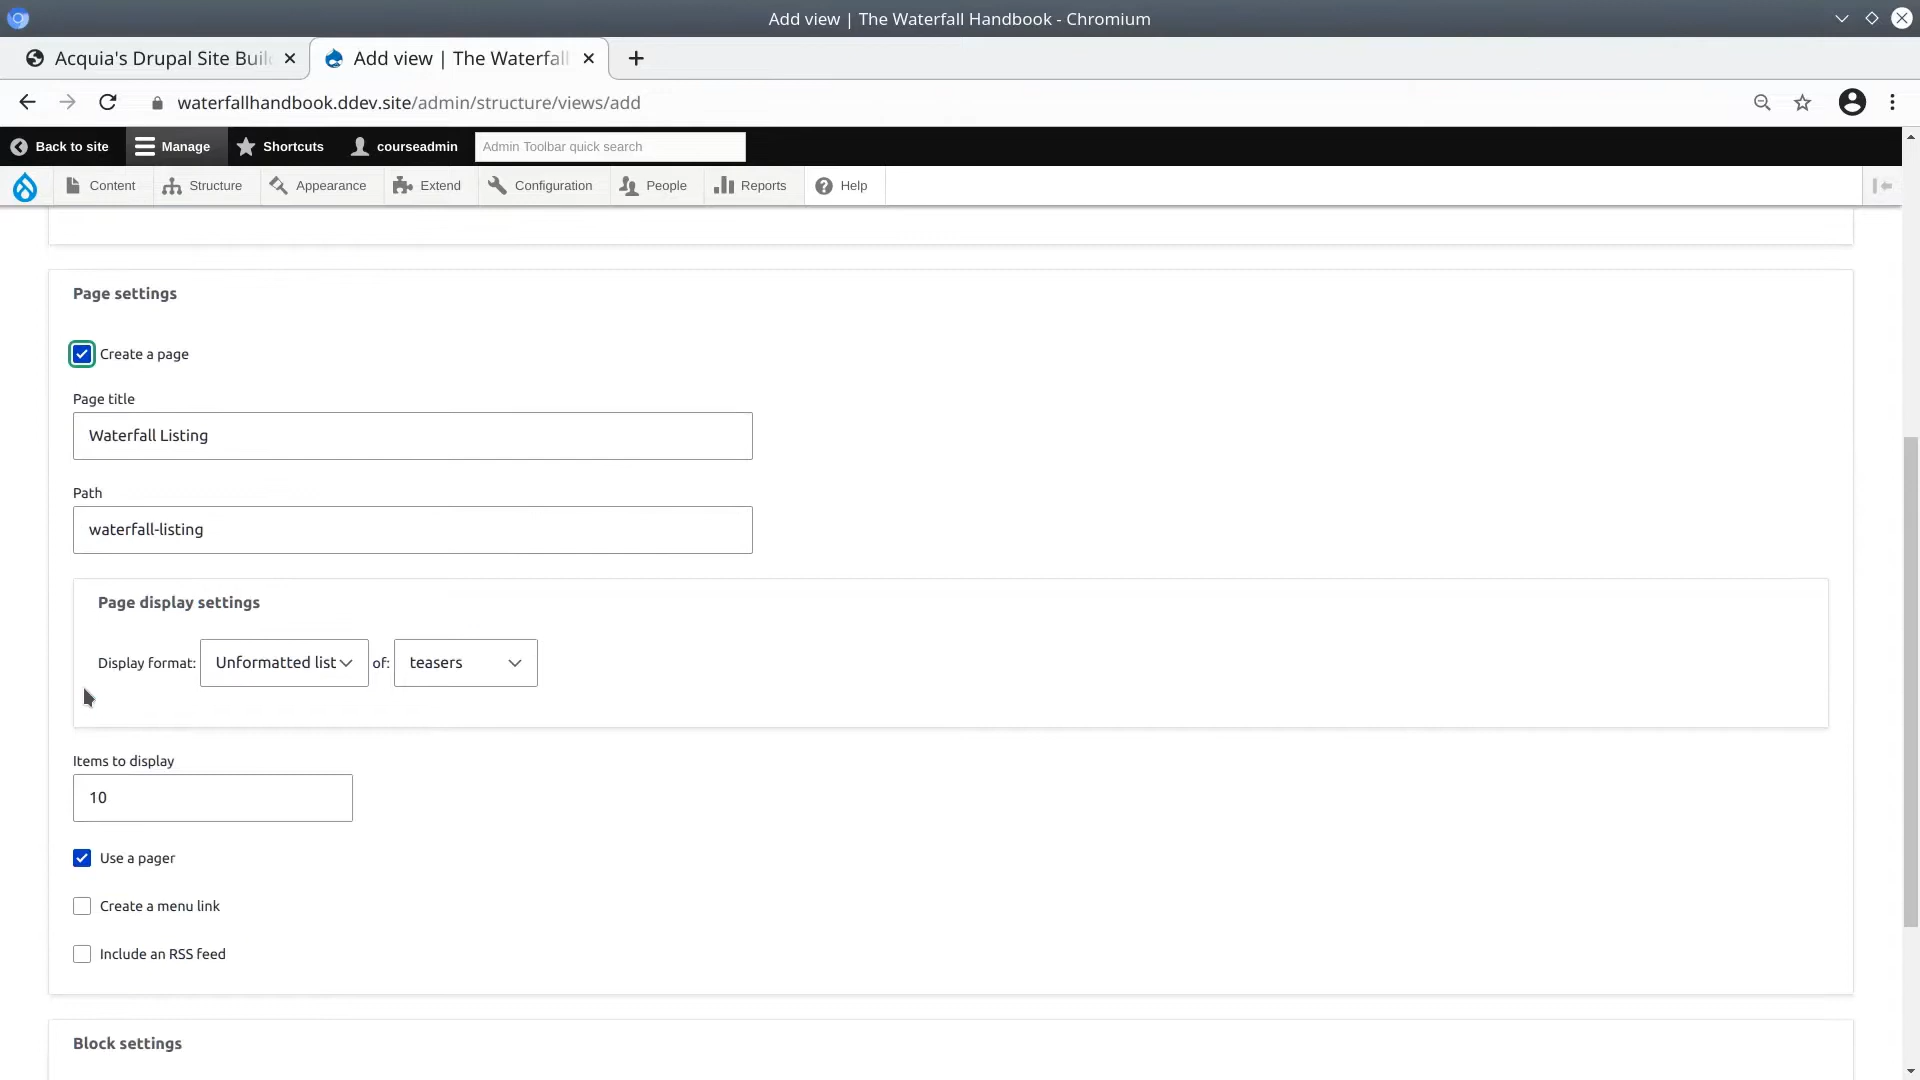 Add view | The Waterfall Handbook - Chromium
Acquia's Drupal Site Buil
Add view | The Waterfall
waterfallhandbook.ddev.site/admin/structure/views/add
Back to site
Manage
Shortcuts
courseadmin
Admin Toolbar quick search
Content
Structure
Appearance
Extend
Configuration
People
Reports
Help
Page settings
Create a page
Page title
Waterfall Listing
Path
waterfall-listing
Page display settings
Display format: Unformatted list of: teasers
Items to display
10
Use a pager
Create a menu link
Include an RSS feed
Block settings